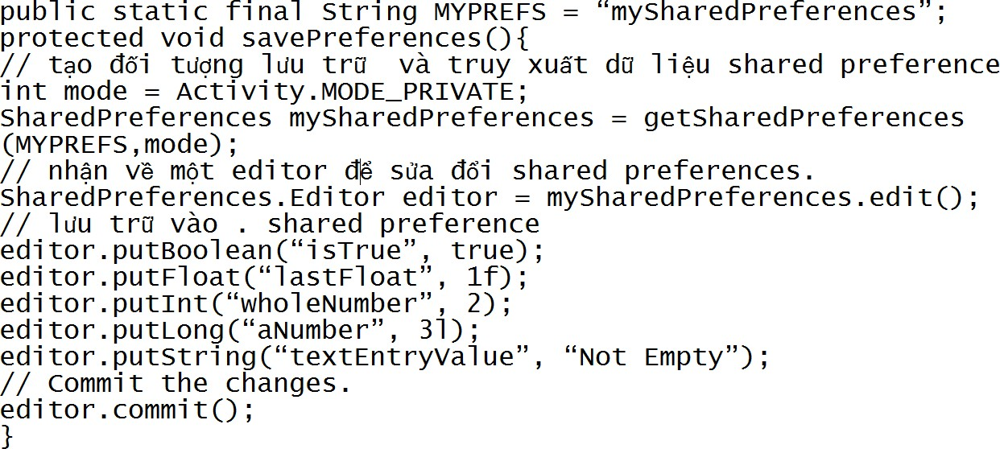 public static final String MYPREFS = “mySharedPreferences”;
protected void savePreferences(){
// tạo đối tượng lưu trữ  và truy xuất dữ liệu shared preference
int mode = Activity.MODE_PRIVATE;
SharedPreferences mySharedPreferences = getSharedPreferences
(MYPREFS,mode);
// nhận về một editor để sửa đổi shared preferences.
SharedPreferences.Editor editor = mySharedPreferences.edit();
// lưu trữ vào . shared preference
editor.putBoolean(“isTrue”, true);
editor.putFloat(“lastFloat”, 1f);
editor.putInt(“wholeNumber”, 2);
editor.putLong(“aNumber”, 3l);
editor.putString(“textEntryValue”, “Not Empty”);
// Commit the changes.
editor.commit();
}